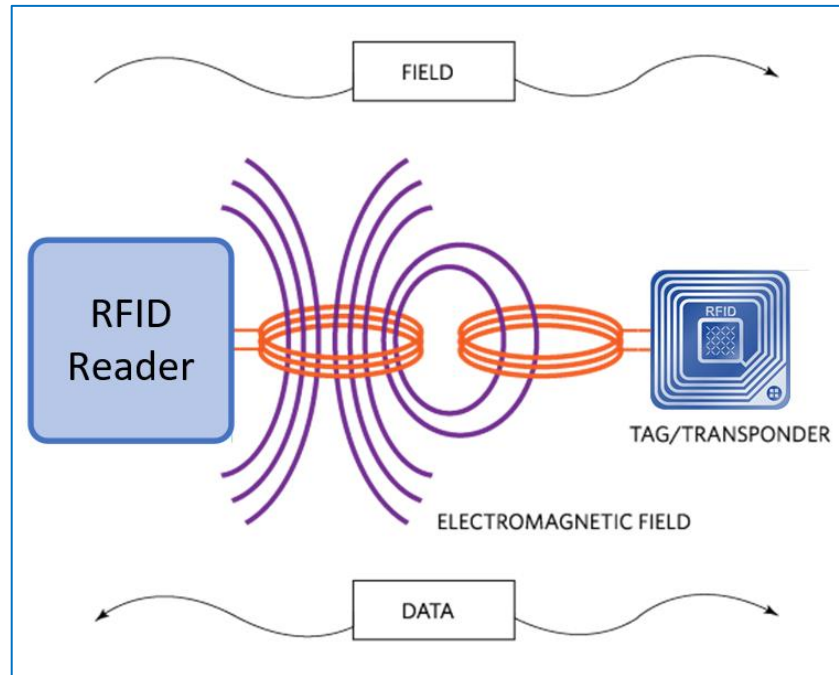 FIELD
RFID
Reader
RFID
TAG/TRANSPONDER
ELECTROMAGNETIC FIELD
DATA